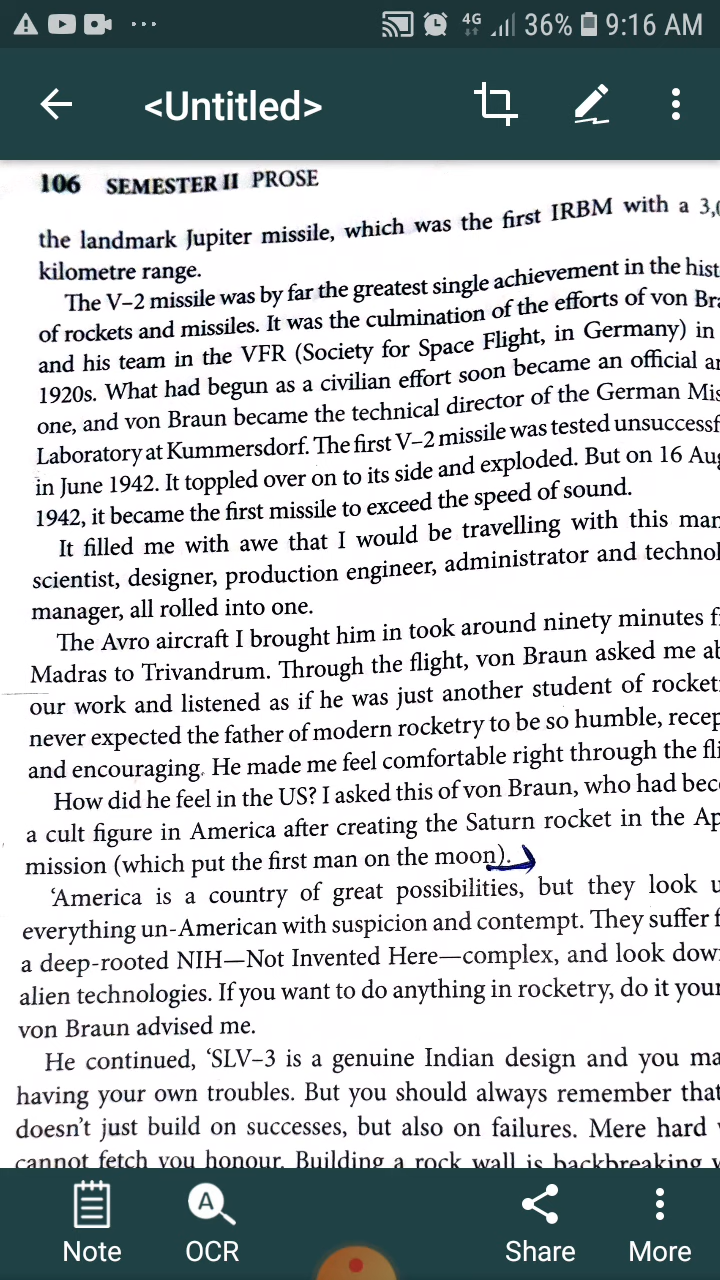 4G 36% 9:16 AM
<Untitled>
106 SEMESTER II PROSE
the landmark Jupiter missile, which was the first IRBM with a 3,
kilometre range.
The V–2 missile was by far the greatest single achievement in the
of rockets and missiles. It was the culmination of the efforts of von
and his team in the VFR (Society for Space Flight, in Germany) in
1920s. What had begun as a civilian effort soon became an official
one, and von Braun became the technical director of the German
Laboratory at Kummersdorf. The first V–2 missile was tested
in June 1942. It toppled over on to its side and exploded. But on 16
1942, it became the first missile to exceed the speed of sound.
It filled me with awe that I would be travelling with this
scientist, designer, production engineer, administrator and
manager, all rolled into one.
The Avro aircraft I brought him in took around ninety minutes
Madras to Trivandrum. Through the flight, von Braun asked me
our work and listened as if he was just another student of
never expected the father of modern rocketry to be so humble,
and encouraging. He made me feel comfortable right through the
How did he feel in the US? I asked this of von Braun, who had
a cult figure in America after creating the Saturn rocket in the
mission (which put the first man on the moon).
‘America is a country of great possibilities, but they look
everything un-American with suspicion and contempt. They suffer
a deep-rooted NIH—Not Invented Here—complex, and look
alien technologies. If you want to do anything in rocketry, do it
von Braun advised me.
He continued, ‘SLV–3 is a genuine Indian design and you
having your own troubles. But you should always remember that
doesn’t just build on successes, but also on failures. Mere hard
cannot fetch you honour. Building a rock wall is backbreaking
Note OCR Share More